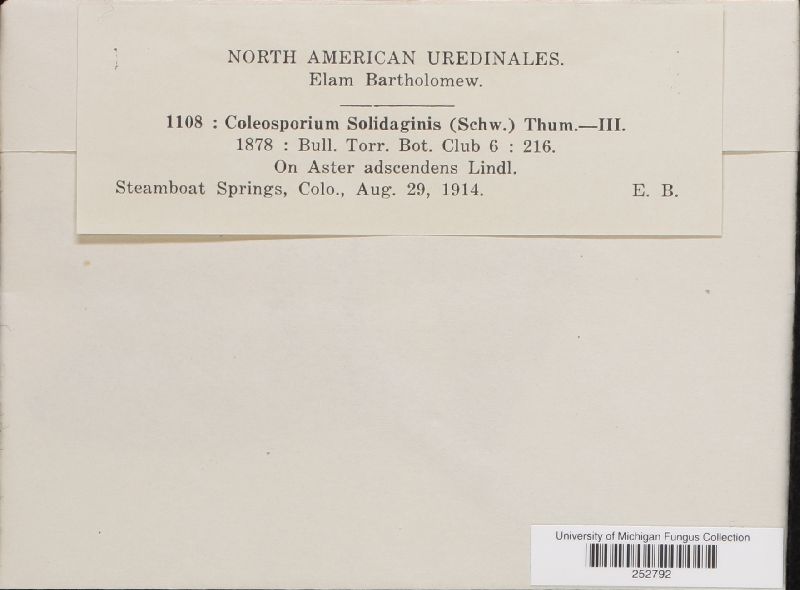 NORTH AMERICAN UREDINALES.
Elam Bartholomew.
1108 : Coleosporium Solidaginis (Schw.) Thum.—III.
1878 : Bull. Torr. Bot. Club 6 : 216.
On Aster adscendens Lindl.
Steamboat Springs, Colo., Aug. 29, 1914. E. B.
University of Michigan Fungus Collection
252792